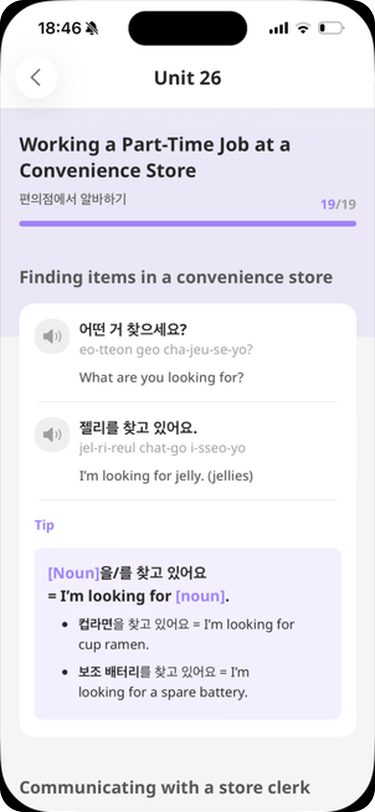 18:46
Unit 26
Working a Part-Time Job at a
Convenience Store
편의점에서 알바하기
19/19
Finding items in a convenience store
어떤 거 찾으세요?
eo-tteon geo cha-jeu-se-yo?
What are you looking for?
젤리를 찾고 있어요.
jel-ri-reul chat-go i-sseo-yo
I'm looking for jelly. (jellies)
Tip
[Noun]을/를 찾고 있어요
= I'm looking for [noun].
• 컵라면을 찾고 있어요 = I'm looking for
cup ramen.
• 보조 배터리를 찾고 있어요 = I'm
looking for a spare battery.
Communicating with a store clerk